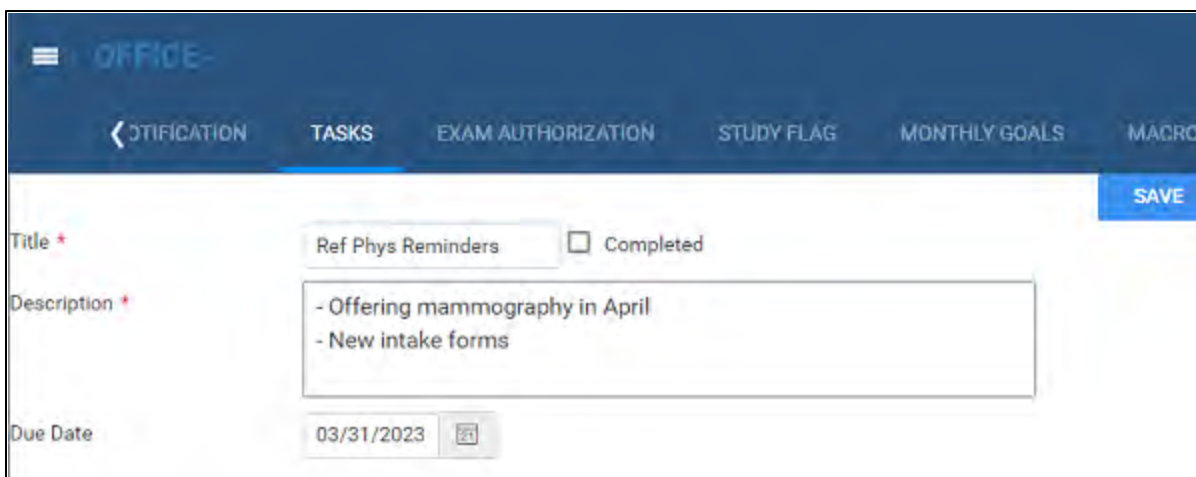 OFFICE-
OTIFICATION TASKS EXAM AUTHORIZATION STUDY FLAG MONTHLY GOALS MACRO
SAVE
Title * Ref Phys Reminders Completed
Description * - Offering mammography in April
- New intake forms
Due Date 03/31/2023